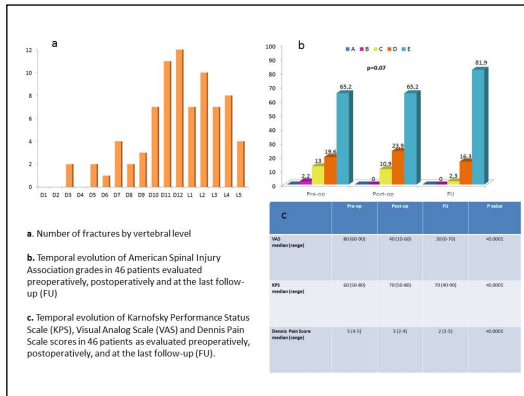 a
12
10
8
6
4
2
0
D1 D2 D3 D4 D5 D6 D7 D8 D9 D10 D11 D12 L1 L2 L3 L4 L5
b
A B C D E
p=0.07
100
90
80
70
60
50
40
30
20
10
0
2,2
13
19,6
65,2
0
10,9
23,9
65,2
0
2,3
16,3
81,9
Pre-op Post-op FU
a. Number of fractures by vertebral level
b. Temporal evolution of American Spinal Injury
Association grades in 46 patients evaluated
preoperatively, postoperatively and at the last follow-
up (FU)
c. Temporal evolution of Karnofsky Performance Status
Scale (KPS), Visual Analog Scale (VAS) and Dennis Pain
Scale scores in 46 patients as evaluated preoperatively,
postoperatively, and at the last follow-up (FU).
C Pre-op Post-op FU P value
VAS
median (range) 80 (60-90) 40 (10-60) 30 (0-70) <0.0001
KPS
median (range) 60 (50-80) 70 (50-80) 70 (40-90) <0.0001
Dennis Pain Score
median (range) 5 (4-5) 3 (2-4) 2 (1-5) <0.0001